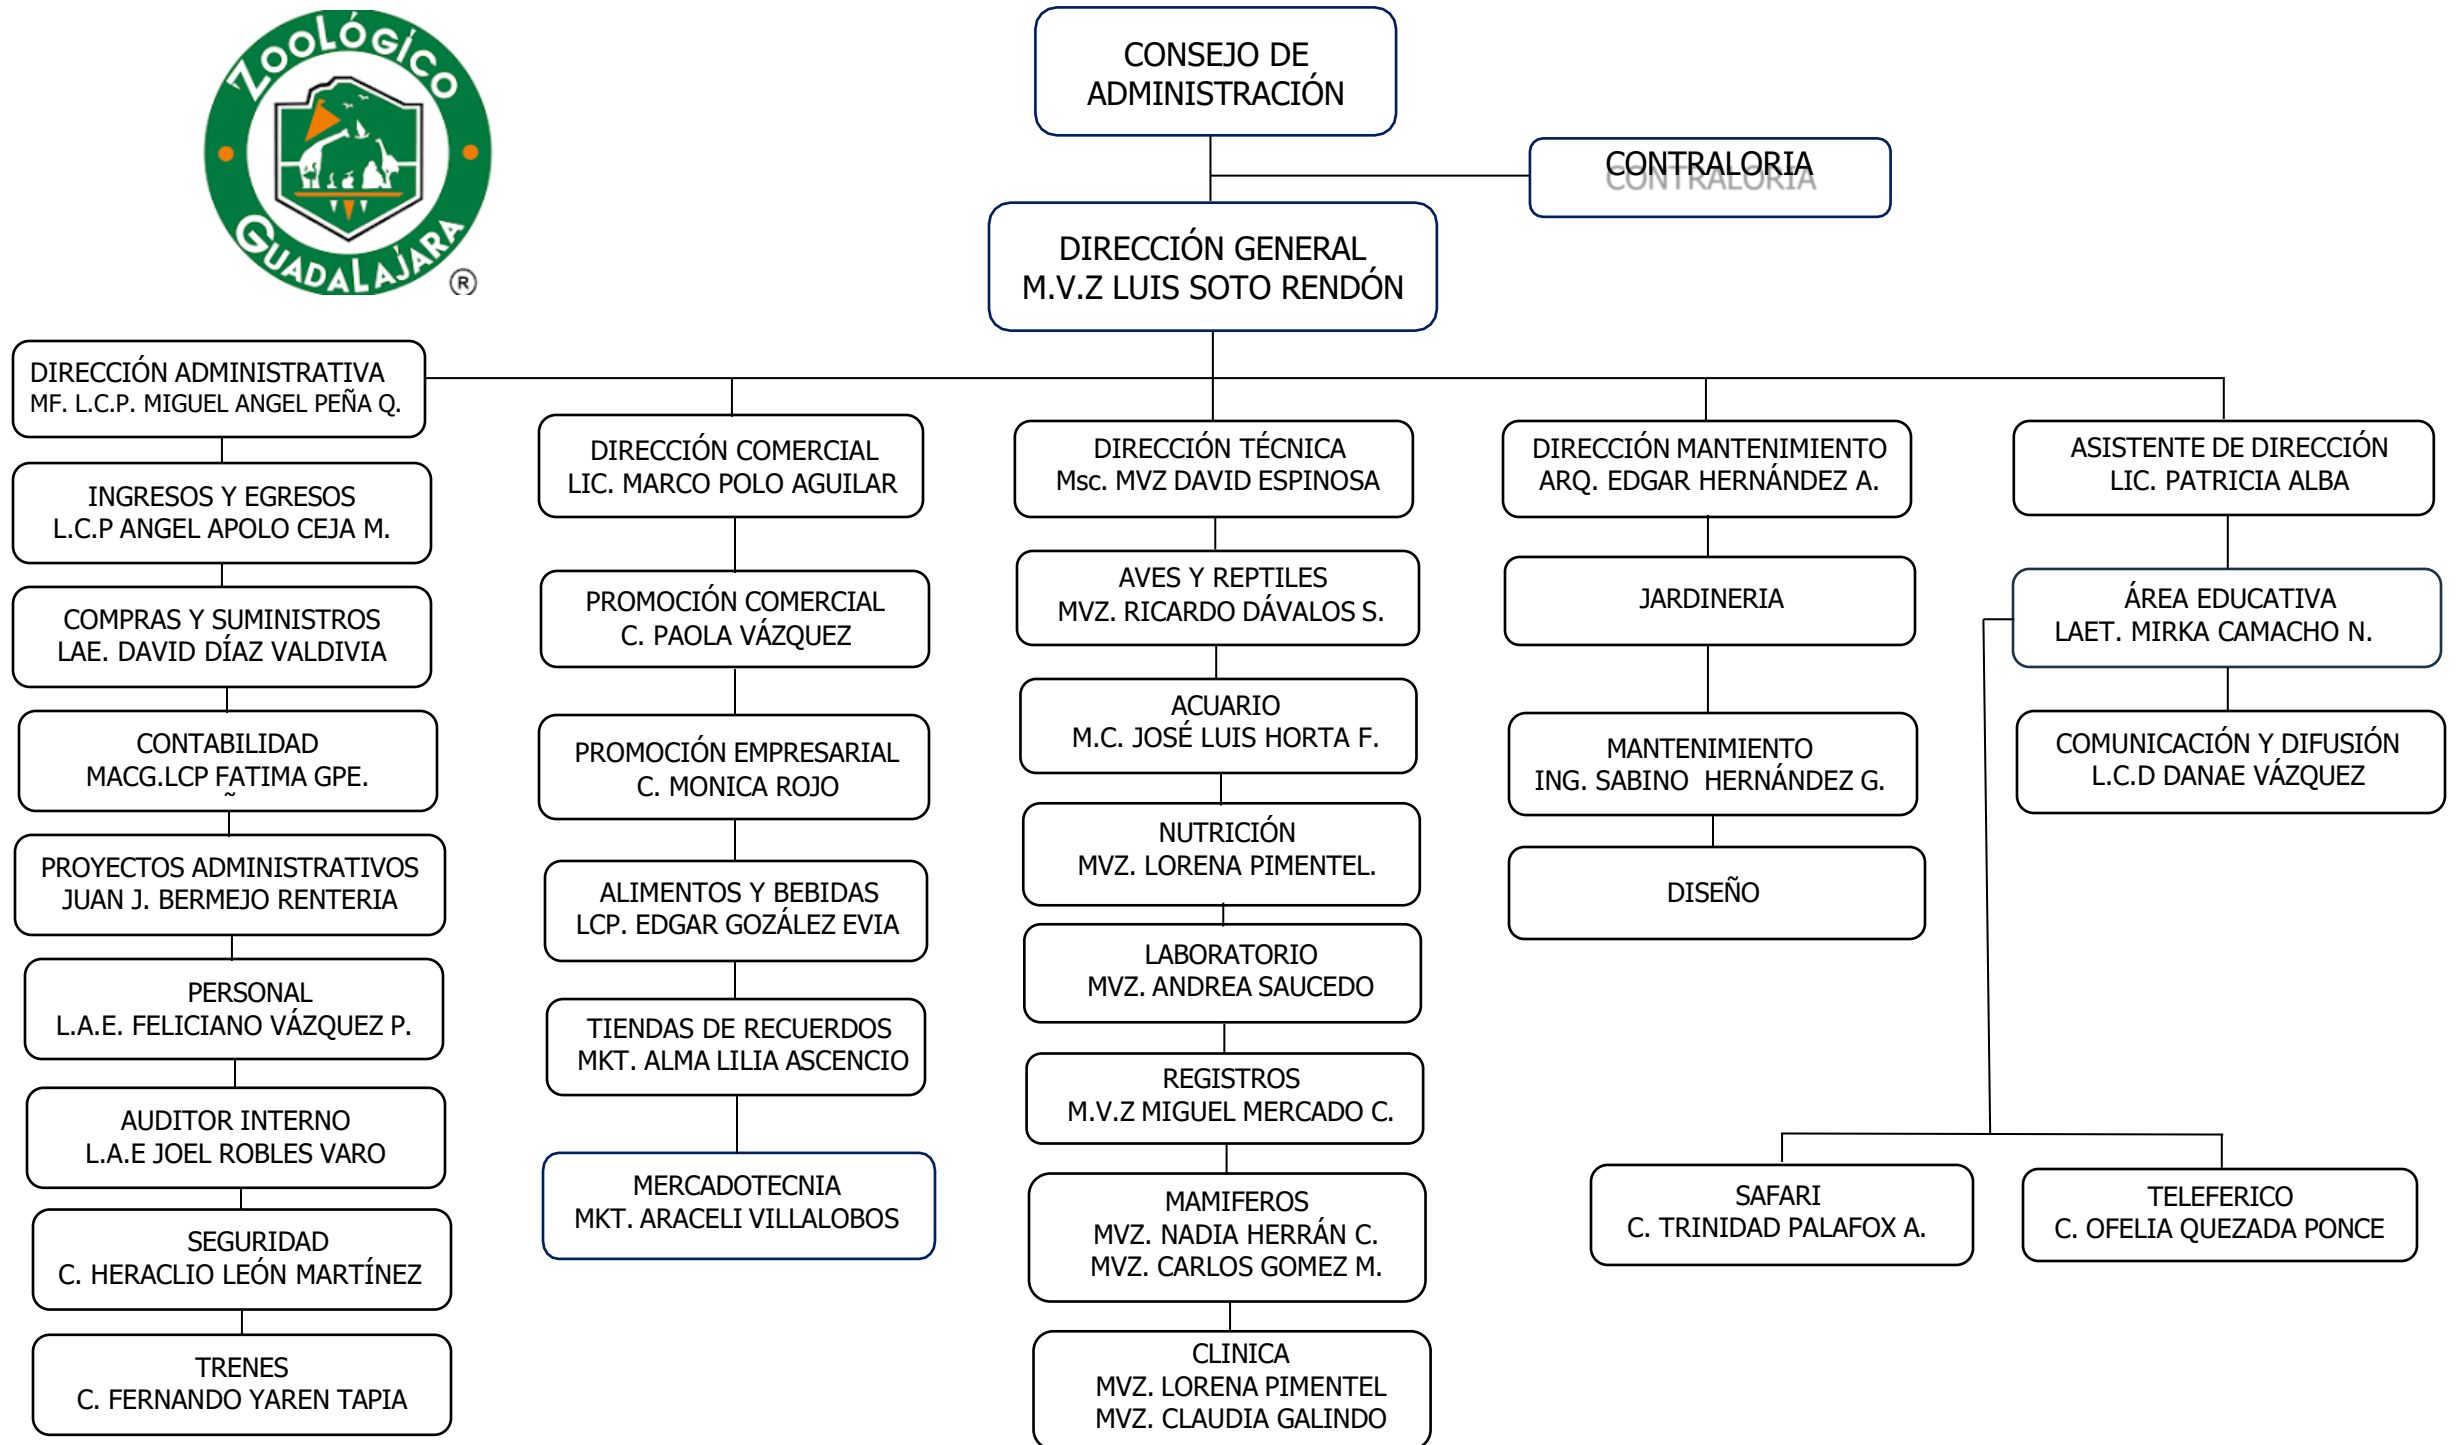 ZOOLÓGICO
GUADALAJARA
®
CONSEJO DE
ADMINISTRACIÓN
CONTRALORIA
DIRECCIÓN GENERAL
M.V.Z LUIS SOTO RENDÓN
DIRECCIÓN ADMINISTRATIVA
MF. L.C.P. MIGUEL ANGEL PEÑA Q.
INGRESOS Y EGRESOS
L.C.P ANGEL APOLO CEJA M.
COMPRAS Y SUMINISTROS
LAE. DAVID DÍAZ VALDIVIA
CONTABILIDAD
MACG.LCP FATIMA GPE.
PROYECTOS ADMINISTRATIVOS
JUAN J. BERMEJO RENTERIA
PERSONAL
L.A.E. FELICIANO VÁZQUEZ P.
AUDITOR INTERNO
L.A.E JOEL ROBLES VARO
SEGURIDAD
C. HERACLIO LEÓN MARTÍNEZ
TRENES
C. FERNANDO YAREN TAPIA
DIRECCIÓN COMERCIAL
LIC. MARCO POLO AGUILAR
PROMOCIÓN COMERCIAL
C. PAOLA VÁZQUEZ
PROMOCIÓN EMPRESARIAL
C. MONICA ROJO
ALIMENTOS Y BEBIDAS
LCP. EDGAR GOZÁLEZ EVIA
TIENDAS DE RECUERDOS
MKT. ALMA LILIA ASCENCIO
MERCADOTECNIA
MKT. ARACELI VILLALOBOS
DIRECCIÓN TÉCNICA
Msc. MVZ DAVID ESPINOSA
AVES Y REPTILES
MVZ. RICARDO DÁVALOS S.
ACUARIO
M.C. JOSÉ LUIS HORTA F.
NUTRICIÓN
MVZ. LORENA PIMENTEL.
LABORATORIO
MVZ. ANDREA SAUCEDO
REGISTROS
M.V.Z MIGUEL MERCADO C.
MAMIFEROS
MVZ. NADIA HERRÁN C.
MVZ. CARLOS GOMEZ M.
CLINICA
MVZ. LORENA PIMENTEL
MVZ. CLAUDIA GALINDO
DIRECCIÓN MANTENIMIENTO
ARQ. EDGAR HERNÁNDEZ A.
JARDINERIA
MANTENIMIENTO
ING. SABINO HERNÁNDEZ G.
DISEÑO
ASISTENTE DE DIRECCIÓN
LIC. PATRICIA ALBA
ÁREA EDUCATIVA
LAET. MIRKA CAMACHO N.
COMUNICACIÓN Y DIFUSIÓN
L.C.D DANAE VÁZQUEZ
SAFARI
C. TRINIDAD PALAFOX A.
TELEFERICO
C. OFELIA QUEZADA PONCE